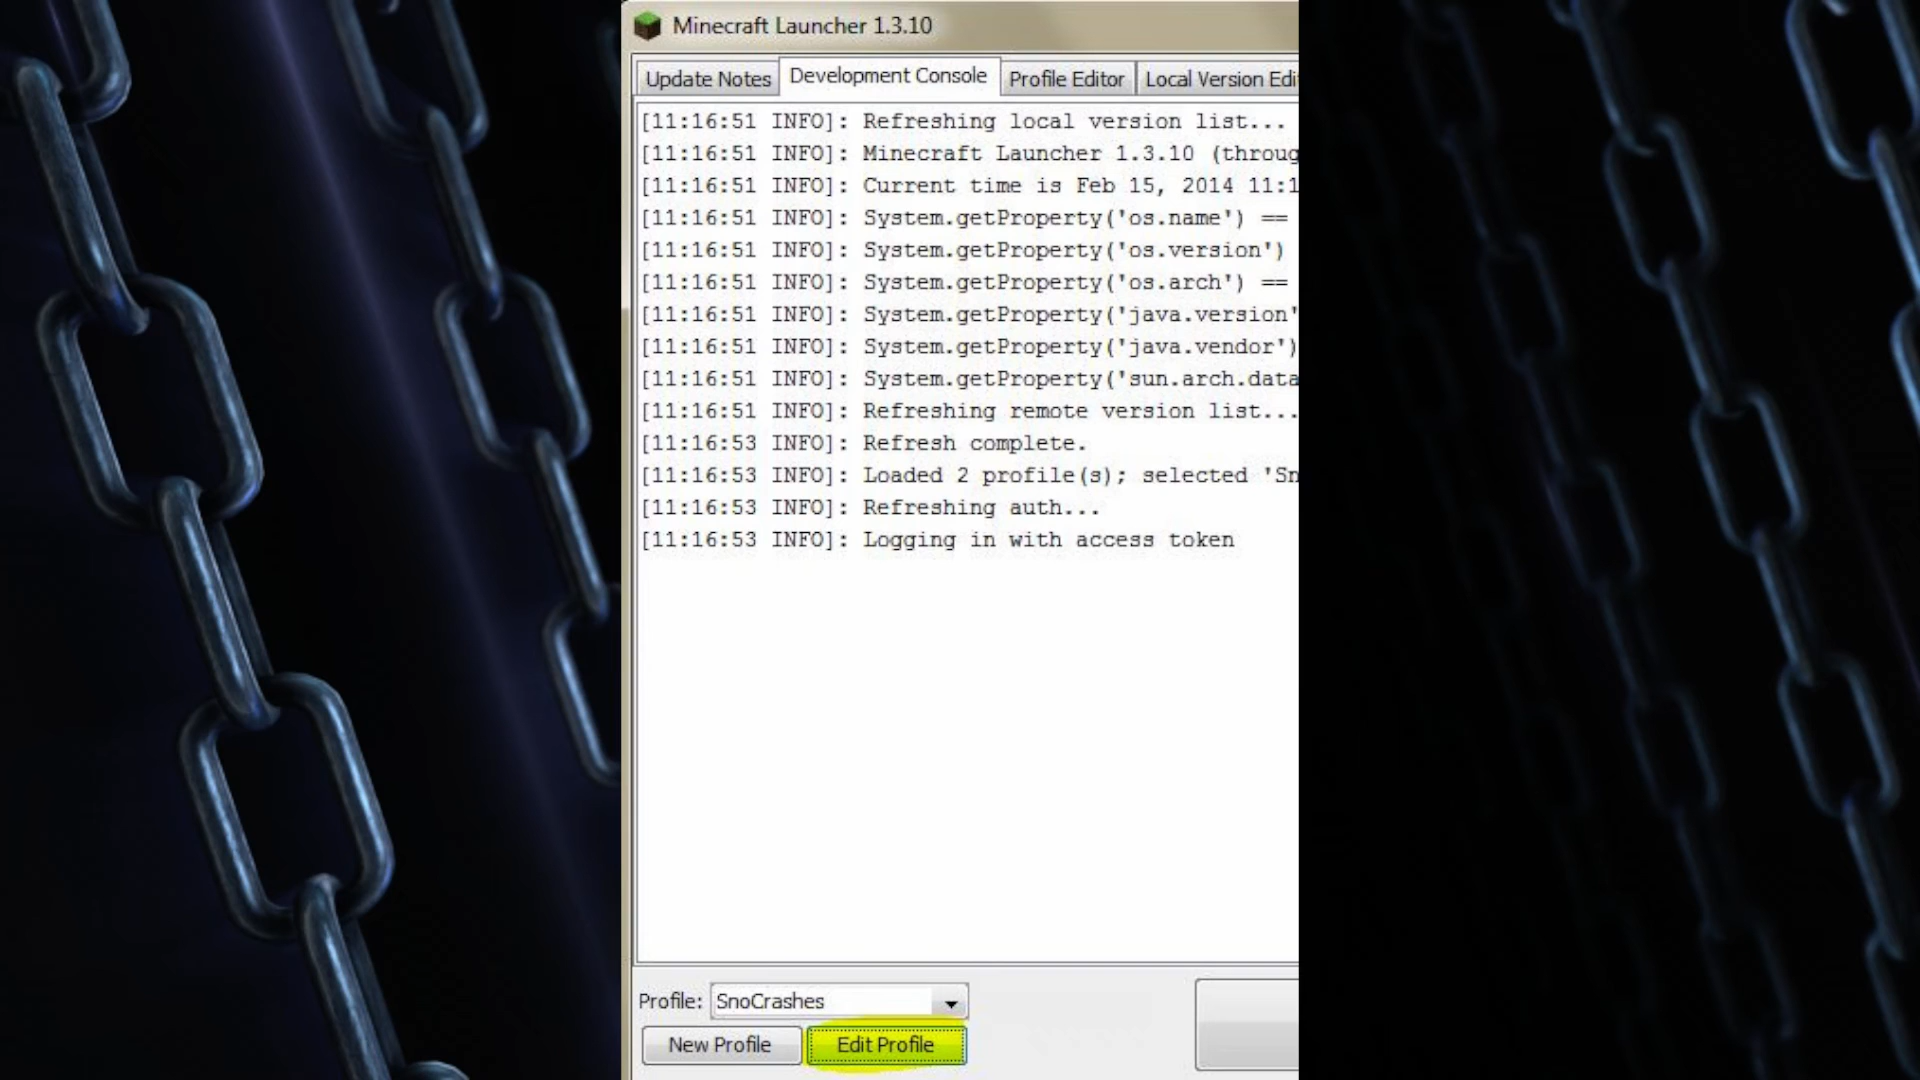 Minecraft Launcher 1.3.10
Update Notes Development Console Profile Editor Local Version Edi
[11:16:51 INFO]: Refreshing local version list...
[11:16:51 INFO]: Minecraft Launcher 1.3.10 (throug
[11:16:51 INFO]: Current time is Feb 15, 2014 11:1
[11:16:51 INFO]: System.getProperty('os.name') ==
[11:16:51 INFO]: System.getProperty('os.version')
[11:16:51 INFO]: System.getProperty('os.arch') ==
[11:16:51 INFO]: System.getProperty('java.version'
[11:16:51 INFO]: System.getProperty('java.vendor')
[11:16:51 INFO]: System.getProperty('sun.arch.data
[11:16:51 INFO]: Refreshing remote version list...
[11:16:53 INFO]: Refresh complete.
[11:16:53 INFO]: Loaded 2 profile(s); selected 'Sn
[11:16:53 INFO]: Refreshing auth...
[11:16:53 INFO]: Logging in with access token
Profile: SnoCrashes
New Profile Edit Profile